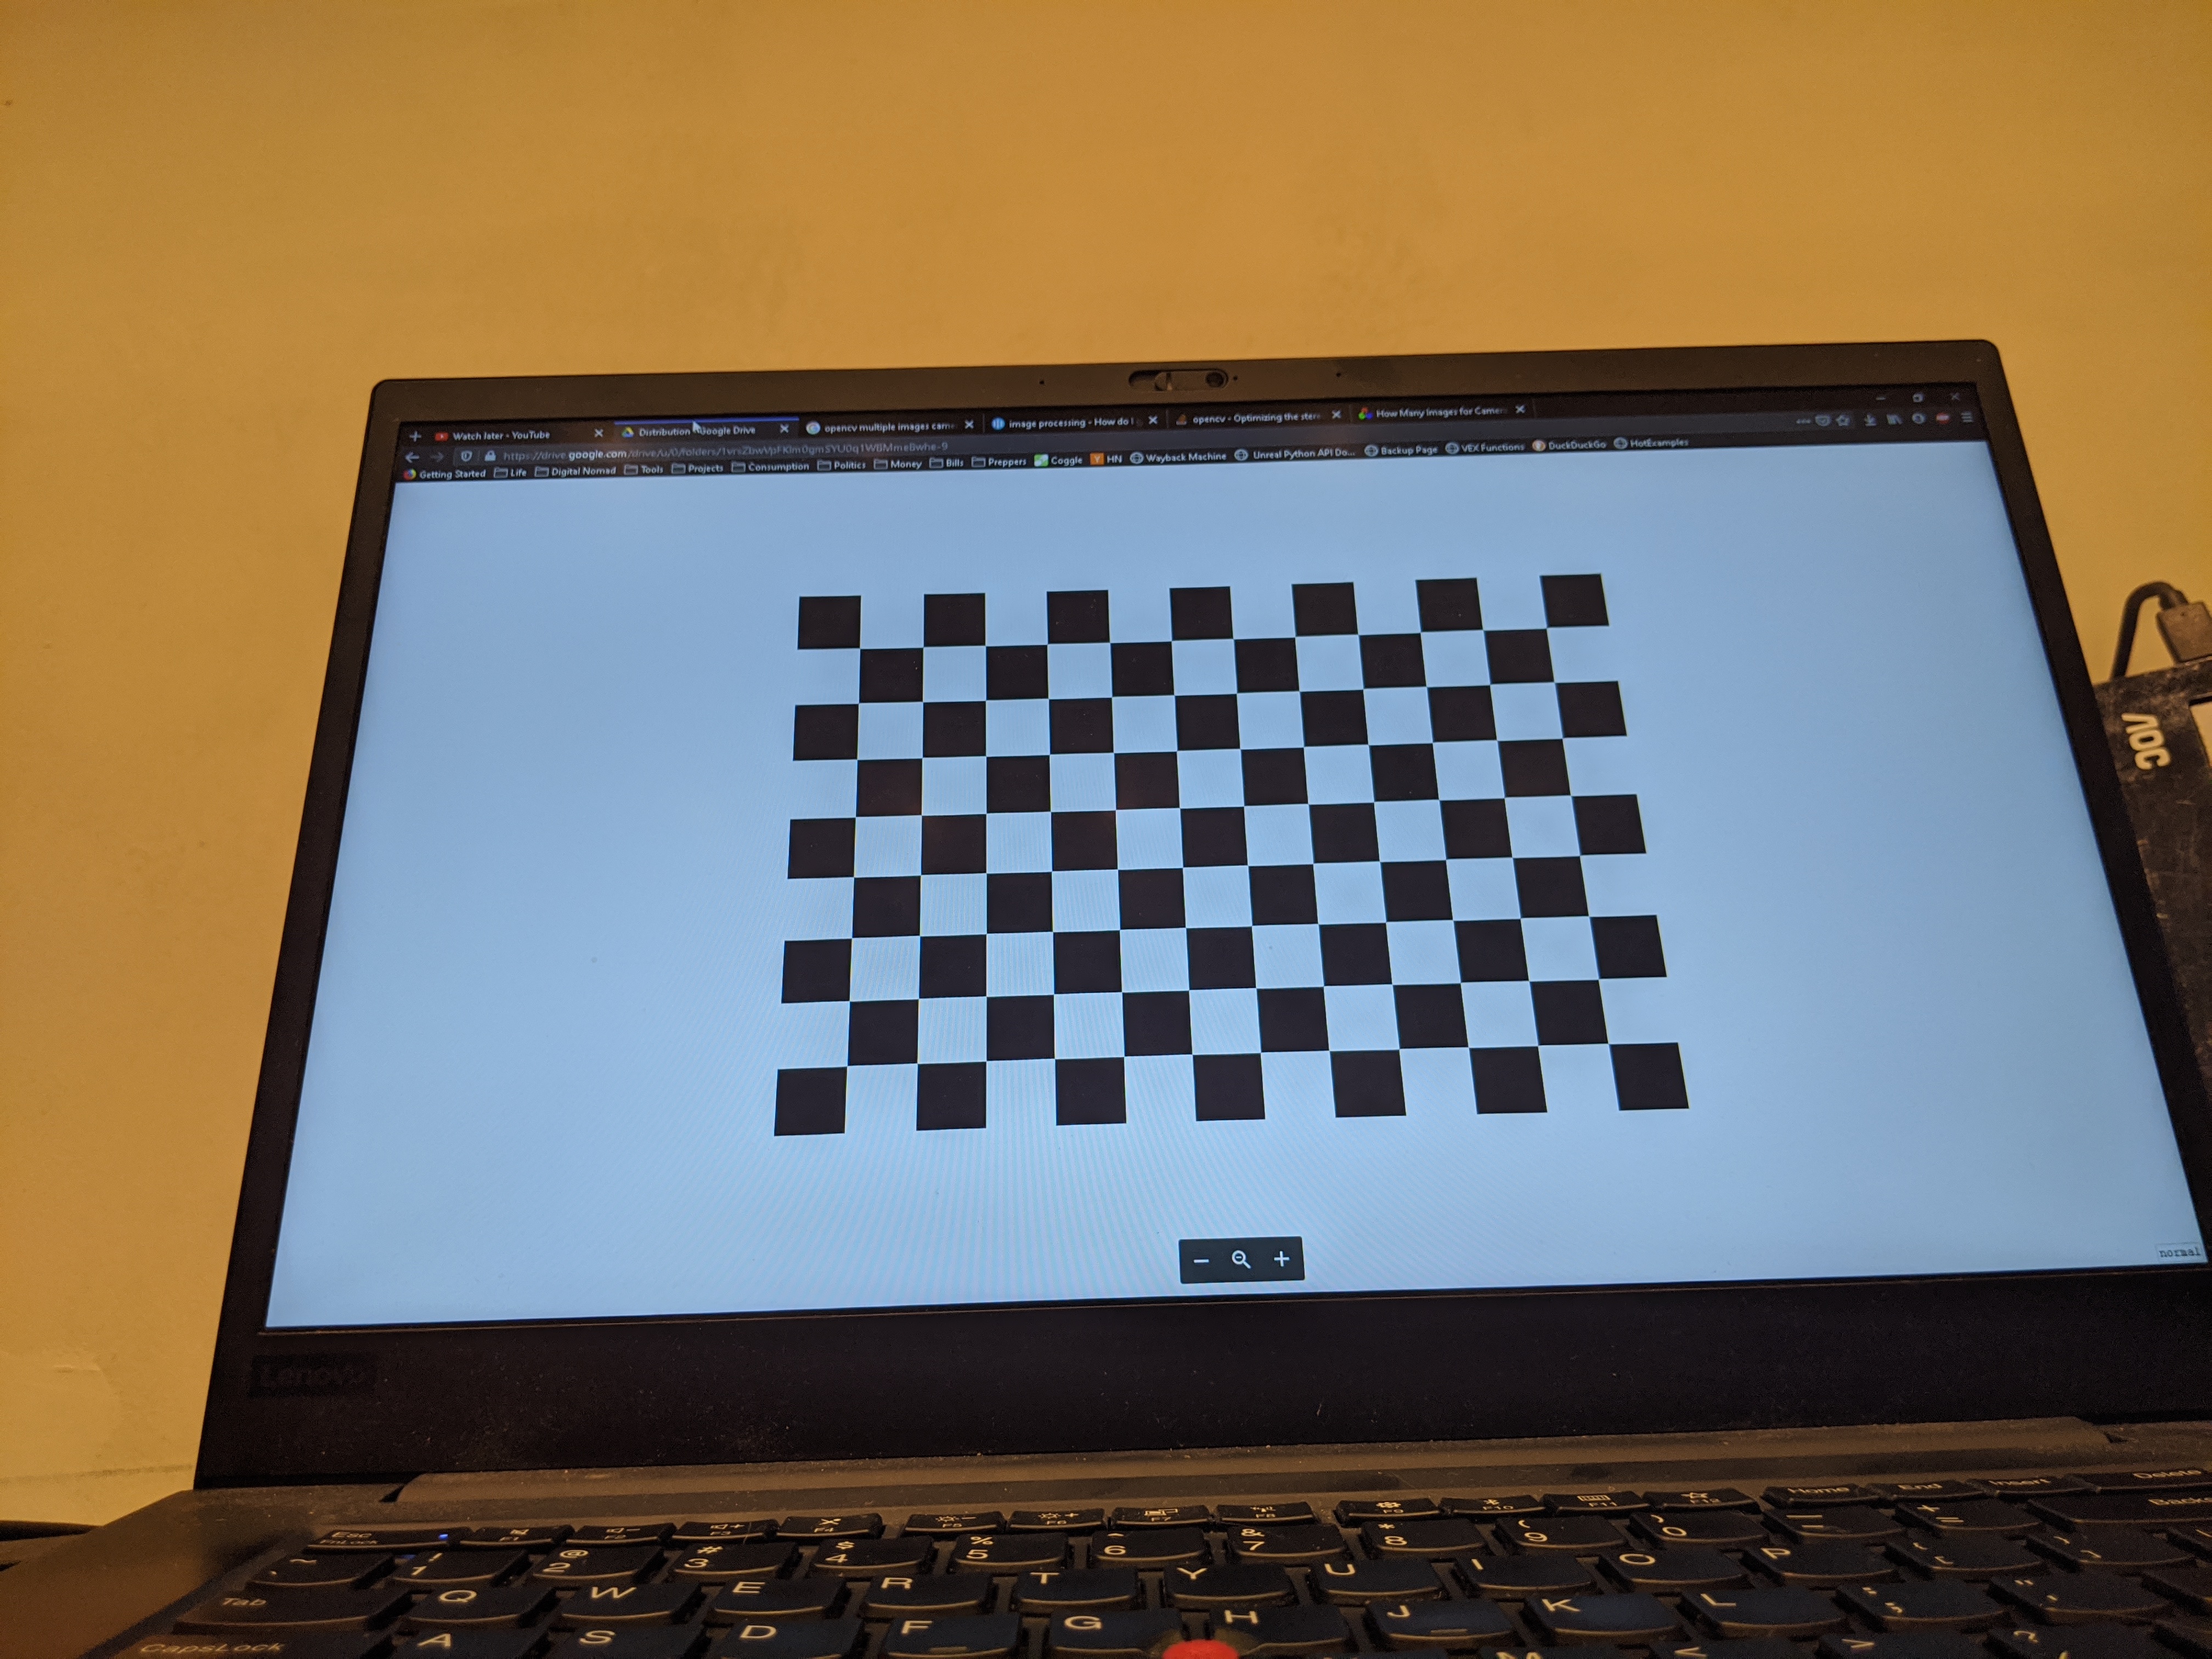 Watch later - YouTube
Distribution - Google Drive
opencv multiple images cam
image processing - How do I
opencv - Optimizing the ster
How Many Images for Camer
https://drive.google.com/drive/u/0/folders/
Getting Started Life Digital Nomad Tools Projects Consumption Politics Money Bills Preppers Coggle HN Wayback Machine Unreal Python API Do... Backup Page VEX Functions DuckDuckGo HotExamples
AOC
normal
Lenovo
Esc FnLock F1 F2 F3 F4 F5 F6 F7 F8 F9 F10 F11 F12 Home End Insert Delete
~ ! 1 @ 2 # 3 $ 4 % 5 ^ 6 & 7 * 8 ( 9 ) 0 — - + = Back
Tab Q W E R T Y U I O P { [ } ]
CapsLock A S D F G H J K L : ; " '
M < > ?